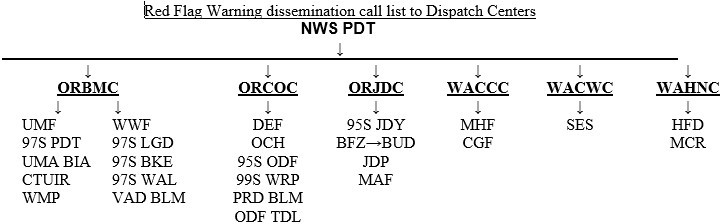 Red Flag Warning dissemination call list to Dispatch Centers
NWS PDT
↓
↓ ↓ ↓ ↓ ↓ ↓
ORBMC ORCOC ORJDC WACCC WACWC WAHNC
↓ ↓ ↓ ↓ ↓ ↓ ↓
UMF WWF DEF 95S JDY MHF SES HFD
97S PDT 97S LGD OCH BFZ→BUD CGF MCR
UMA BIA 97S BKE 95S ODF JDP
CTUIR 97S WAL 99S WRP MAF
WMP VAD BLM PRD BLM
ODF TDL